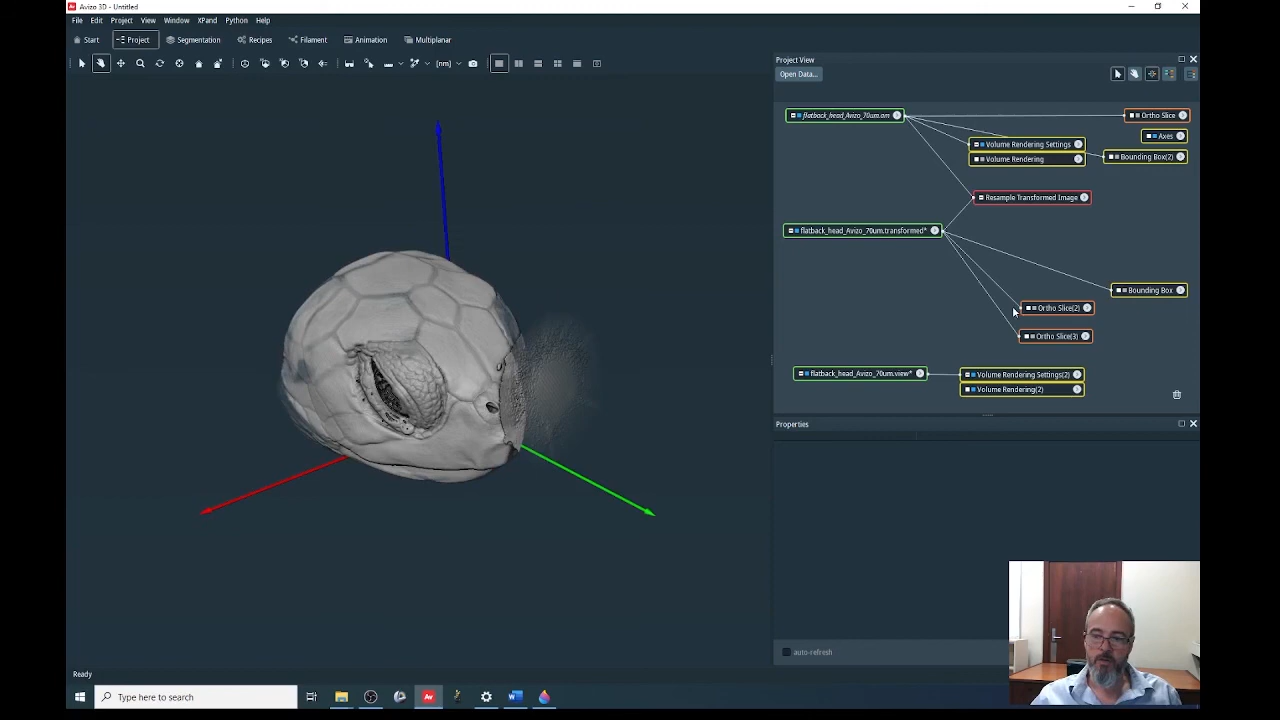 Avizo 3D - Untitled
File Edit Project View Window XPand Python Help
Start Project Segmentation Recipes Filament Animation Multiplanar
[nm]
Project View
Open Data...
flatback_head_Avizo_70um.am
Ortho Slice
Axes
Volume Rendering Settings
Volume Rendering
Bounding Box(2)
Resample Transformed Image
flatback_head_Avizo_70um.transformed*
Bounding Box
Ortho Slice(2)
Ortho Slice(3)
flatback_head_Avizo_70um.view*
Volume Rendering Settings(2)
Volume Rendering(2)
Properties
auto-refresh
Ready
Type here to search